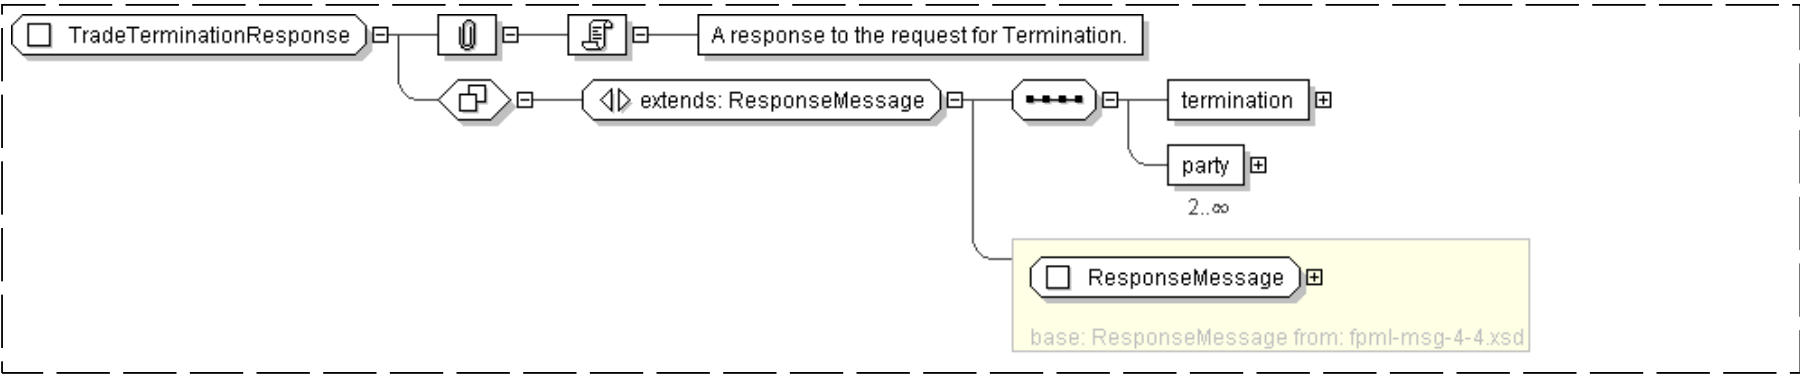 TradeTerminationResponse
A response to the request for Termination.
extends: ResponseMessage
termination
party
2..∞
ResponseMessage
base: ResponseMessage from: fpml-msg-4-4.xsd